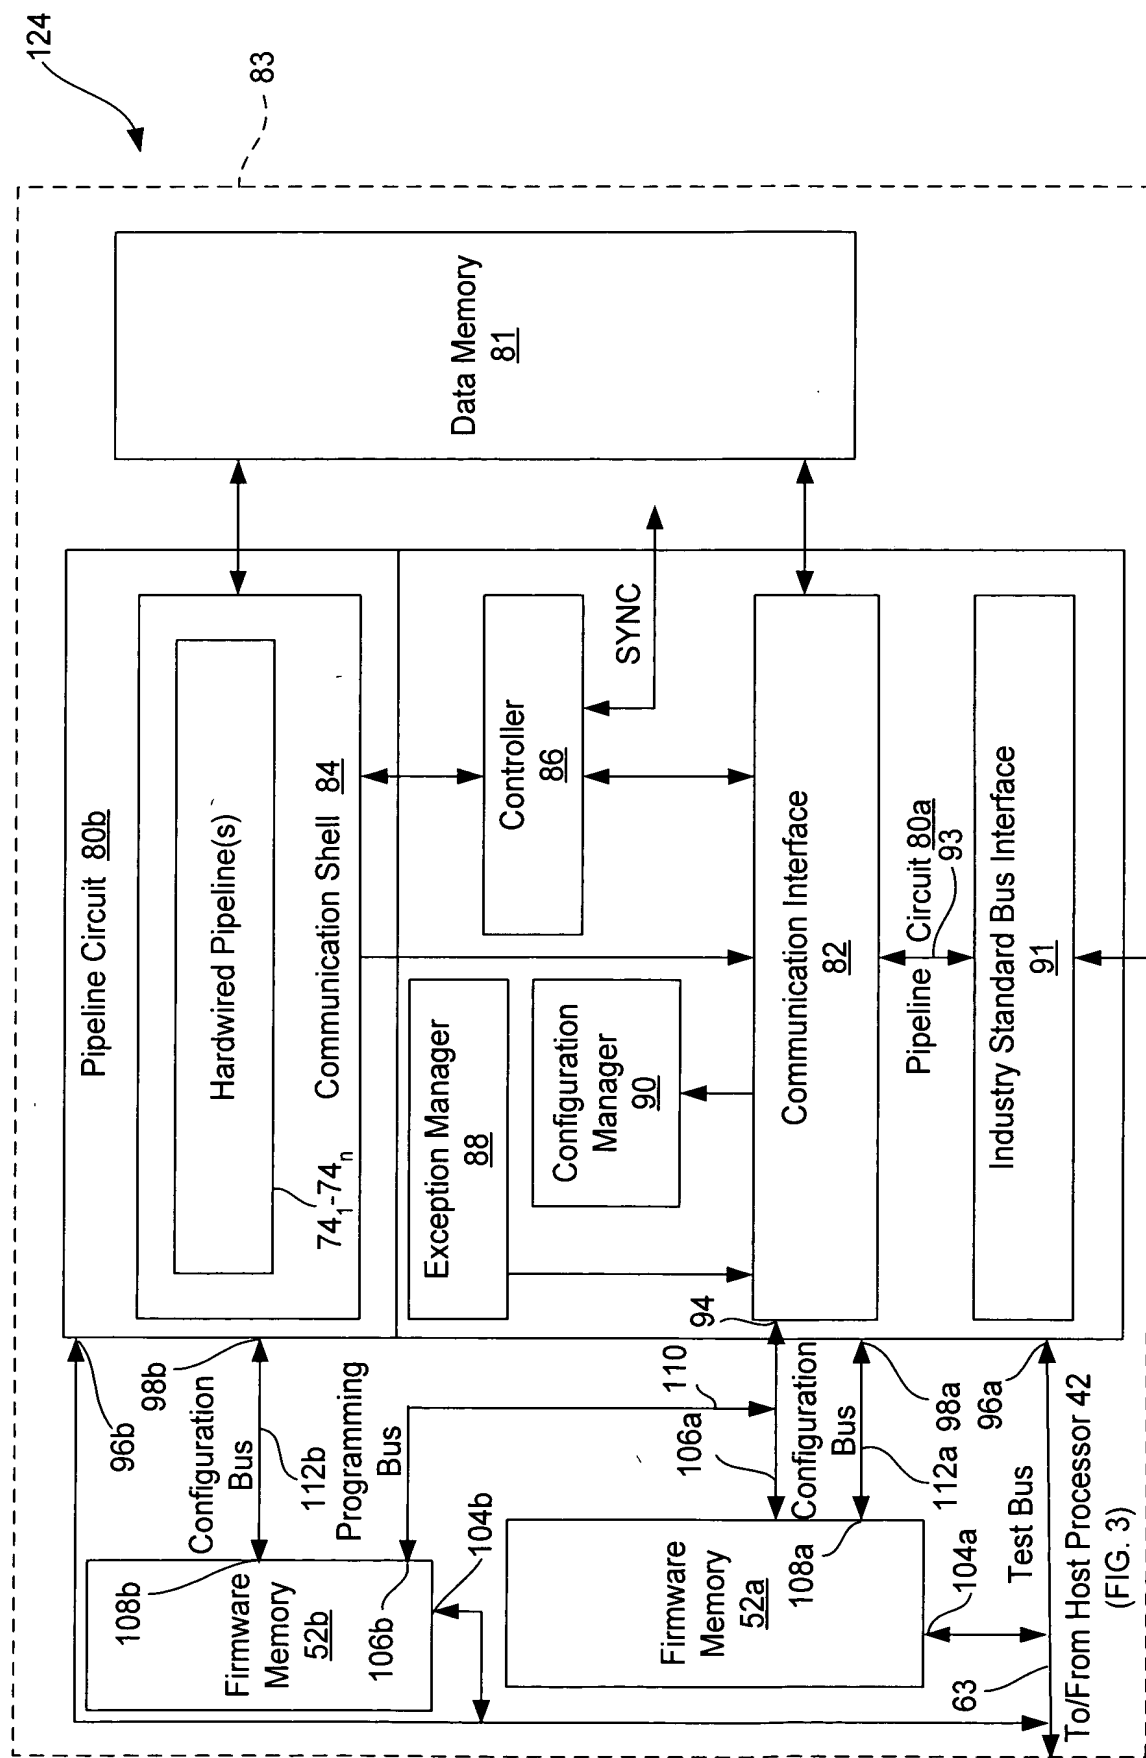 124
83
Pipeline Circuit 80b
Hardwired Pipeline(s)
74₁-74ₙ
Communication Shell 84
Data Memory
81
96b
98b
Configuration
Bus
112b
108b
Firmware
Memory
52b
106b
Programming
Bus
104b
Exception Manager
88
Configuration
Manager
90
Controller
86
SYNC
94
110
106a
Configuration
Bus
Firmware
Memory
52a
108a
112a
98a
96a
Communication Interface
82
Pipeline Circuit 80a
93
Industry Standard Bus Interface
91
104a
Test Bus
63
To/From Host Processor 42
(FIG. 3)